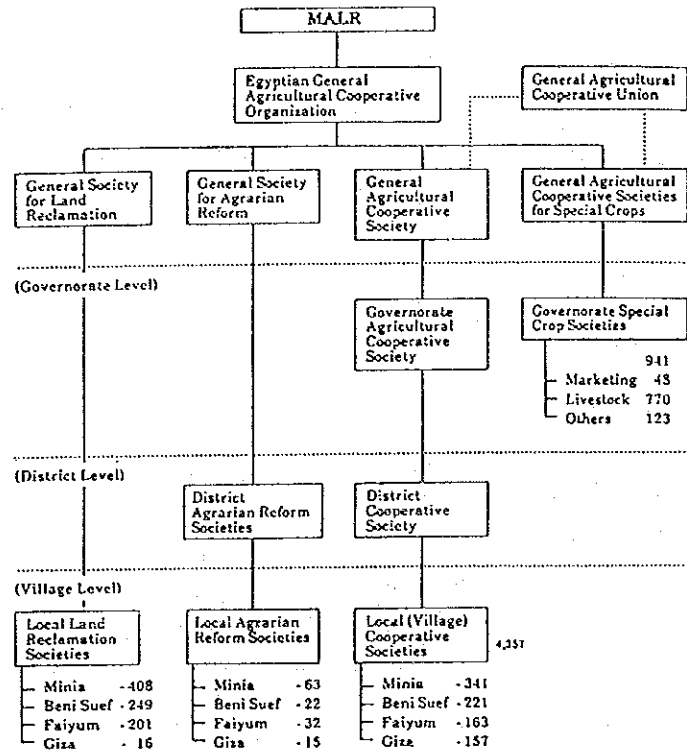 MALR
Egyptian General
Agricultural Cooperative
Organization
General Agricultural
Cooperative Union
General Society
for Land
Reclamation
General Society
for Agrarian
Reform
General
Agricultural
Cooperative
Society
General Agricultural
Cooperative Societies
for Special Crops
(Governorate Level)
Governorate
Agricultural
Cooperative
Society
Governorate Special
Crop Societies
941
Marketing 48
Livestock 770
Others 123
(District Level)
District
Agrarian Reform
Societies
District
Cooperative
Society
(Village Level)
Local Land
Reclamation
Societies
Minia - 408
Beni Suef - 249
Faiyum - 201
Giza - 16
Local Agrarian
Reform Societies
Minia - 63
Beni Suef - 22
Faiyum - 32
Giza - 15
Local (Village)
Cooperative
Societies
4,357
Minia - 341
Beni Suef - 221
Faiyum - 163
Giza - 157